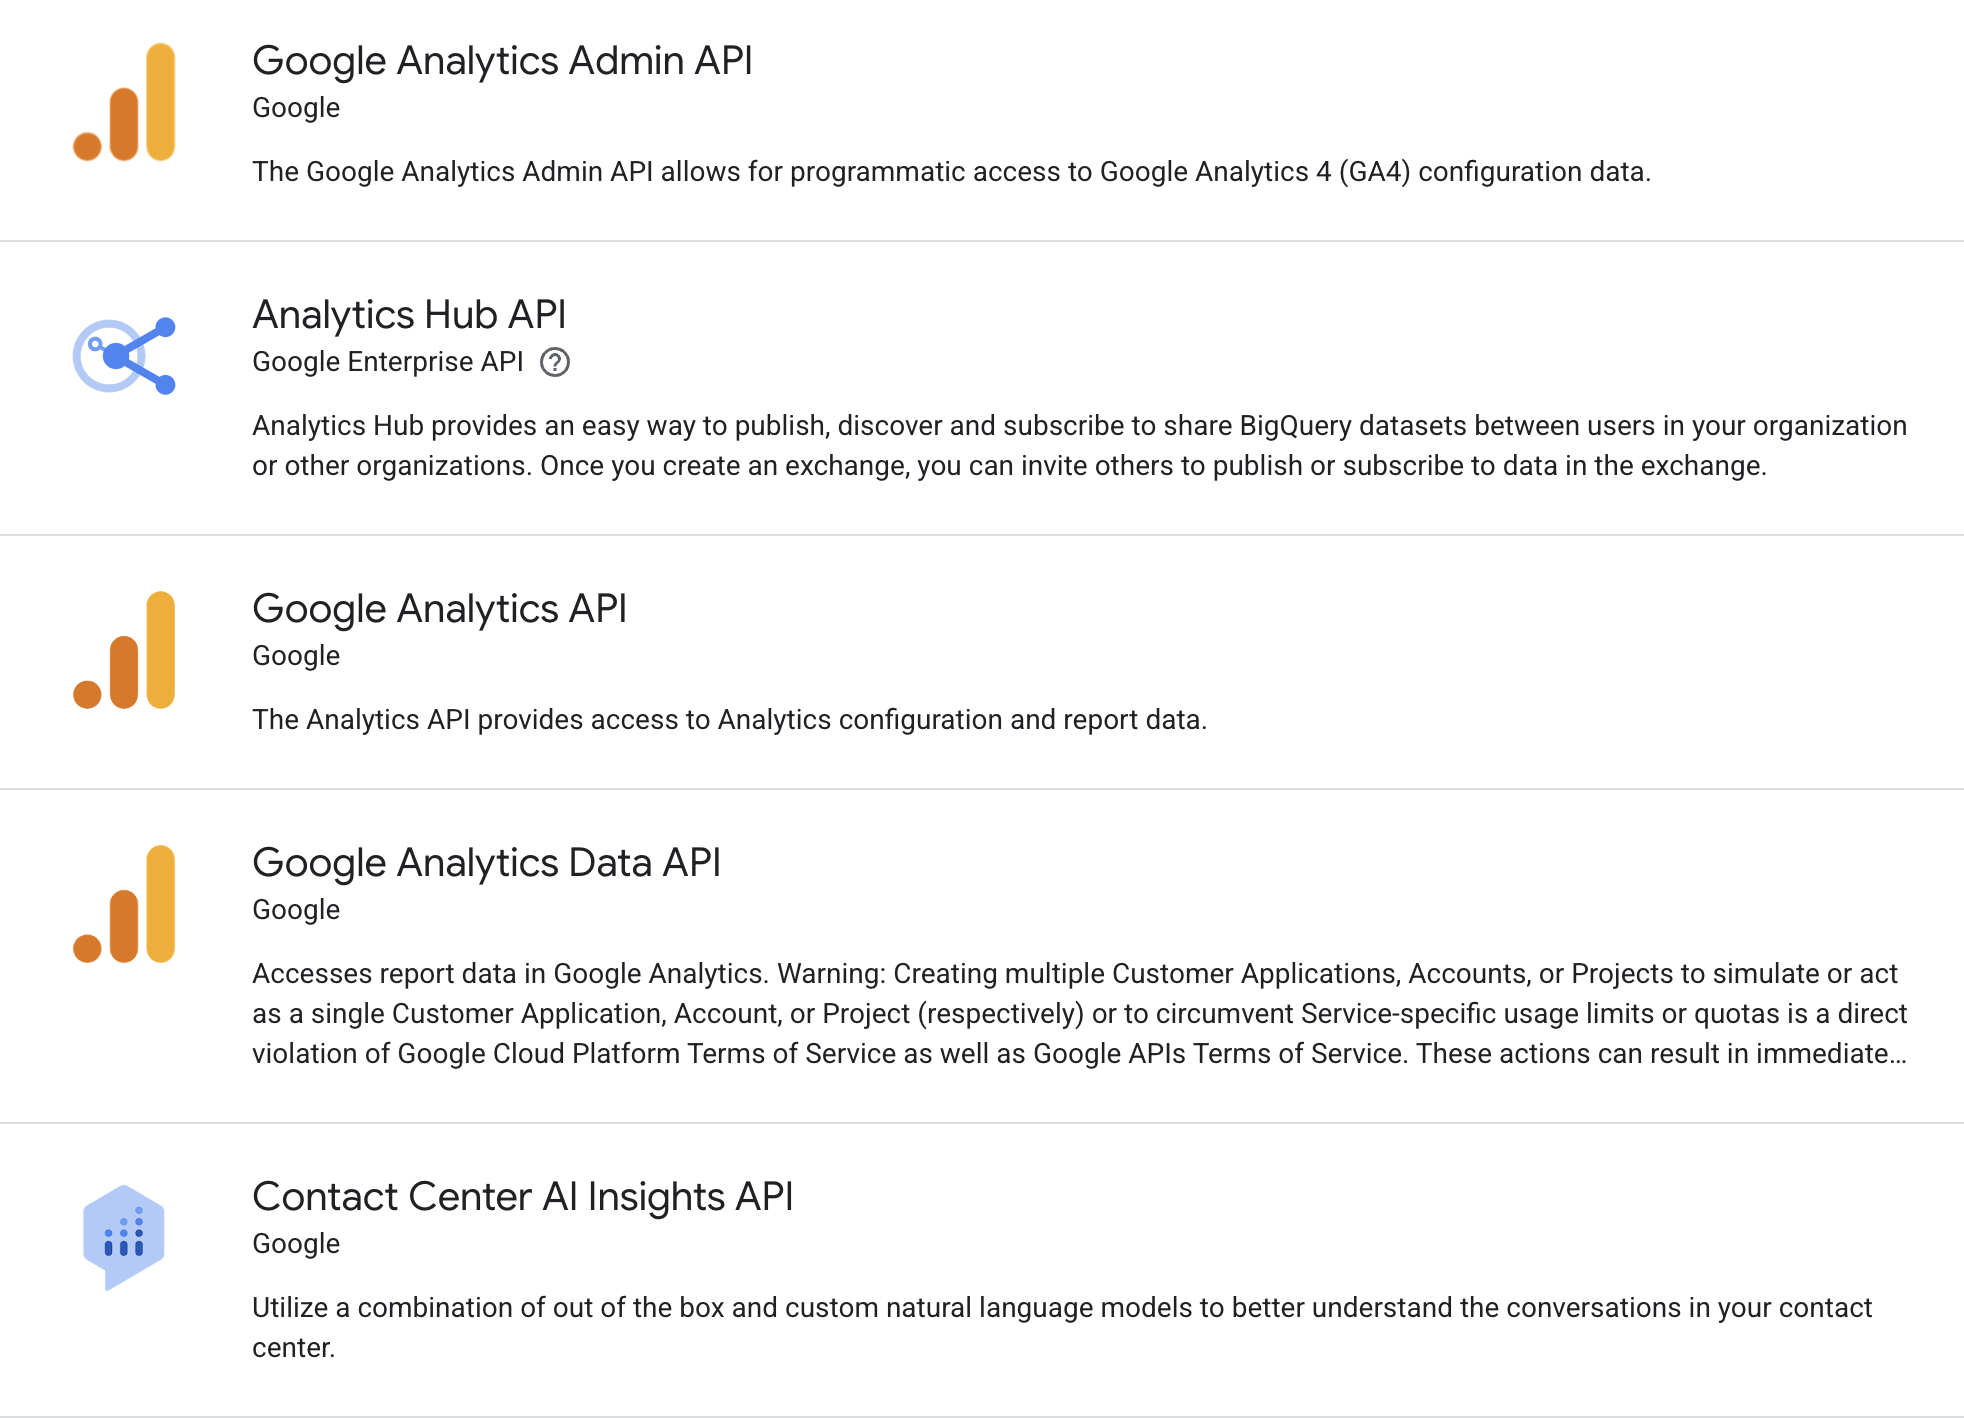 Google Analytics Admin API
Google
The Google Analytics Admin API allows for programmatic access to Google Analytics 4 (GA4) configuration data.
Analytics Hub API
Google Enterprise API
Analytics Hub provides an easy way to publish, discover and subscribe to share BigQuery datasets between users in your organization
or other organizations. Once you create an exchange, you can invite others to publish or subscribe to data in the exchange.
Google Analytics API
Google
The Analytics API provides access to Analytics configuration and report data.
Google Analytics Data API
Google
Accesses report data in Google Analytics. Warning: Creating multiple Customer Applications, Accounts, or Projects to simulate or act
as a single Customer Application, Account, or Project (respectively) or to circumvent Service-specific usage limits or quotas is a direct
violation of Google Cloud Platform Terms of Service as well as Google APIs Terms of Service. These actions can result in immediate…
Contact Center AI Insights API
Google
Utilize a combination of out of the box and custom natural language models to better understand the conversations in your contact
center.